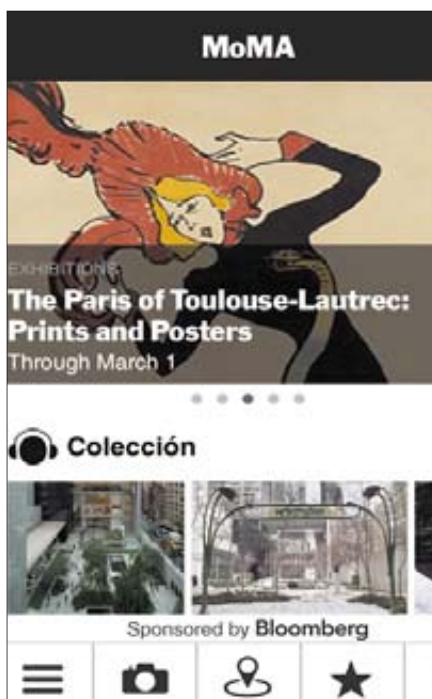 MoMA
EXHIBITIONS
The Paris of Toulouse-Lautrec:
Prints and Posters
Through March 1
Colección
Sponsored by Bloomberg